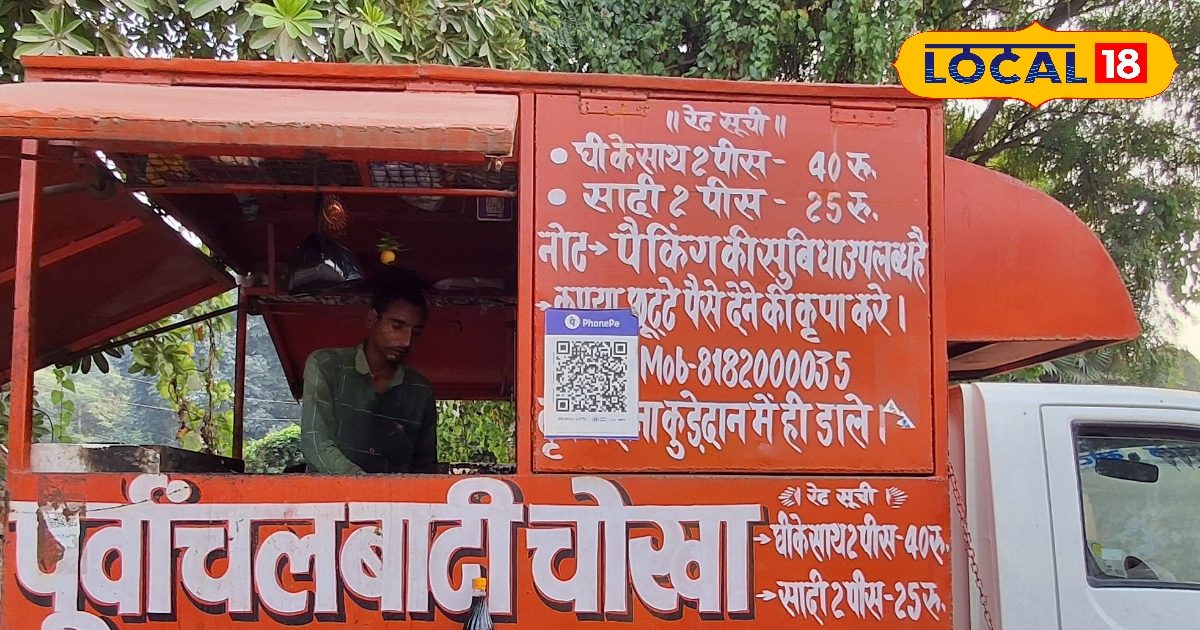 LOCAL 18
॥ रेट सूची ॥
• घी के साथ 2 पीस - 40 रु.
• सादी 2 पीस - 25 रु.
नोट → पैकिंग की सुबिधा उपलब्ध है
→ कृपया फूट्टे पैसे देने की कृपा करे।
PhonePe
Mob-8182000035
कुड़ेदान में ही डाले।
पूर्वांचल बाटी चोखा
। रेट सूची ।
→ घी के साथ 2 पीस - 40 रु.
→ सादी 2 पीस - 25 रु.